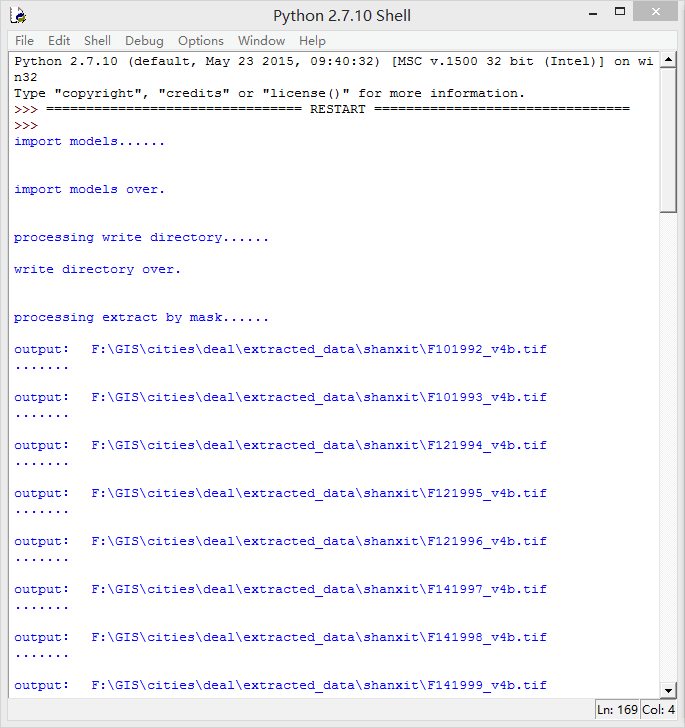 Python 2.7.10 Shell
File Edit Shell Debug Options Window Help
Python 2.7.10 (default, May 23 2015, 09:40:32) [MSC v.1500 32 bit (Intel)] on wi
n32
Type "copyright", "credits" or "license()" for more information.
>>> ================================ RESTART ================================
>>>
import models......
import models over.
processing write directory......
write directory over.
processing extract by mask......
output: F:\GIS\cities\deal\extracted_data\shanxit\F101992_v4b.tif
.......
output: F:\GIS\cities\deal\extracted_data\shanxit\F101993_v4b.tif
.......
output: F:\GIS\cities\deal\extracted_data\shanxit\F121994_v4b.tif
.......
output: F:\GIS\cities\deal\extracted_data\shanxit\F121995_v4b.tif
.......
output: F:\GIS\cities\deal\extracted_data\shanxit\F121996_v4b.tif
.......
output: F:\GIS\cities\deal\extracted_data\shanxit\F141997_v4b.tif
.......
output: F:\GIS\cities\deal\extracted_data\shanxit\F141998_v4b.tif
.......
output: F:\GIS\cities\deal\extracted_data\shanxit\F141999_v4b.tif
Ln: 169 Col: 4